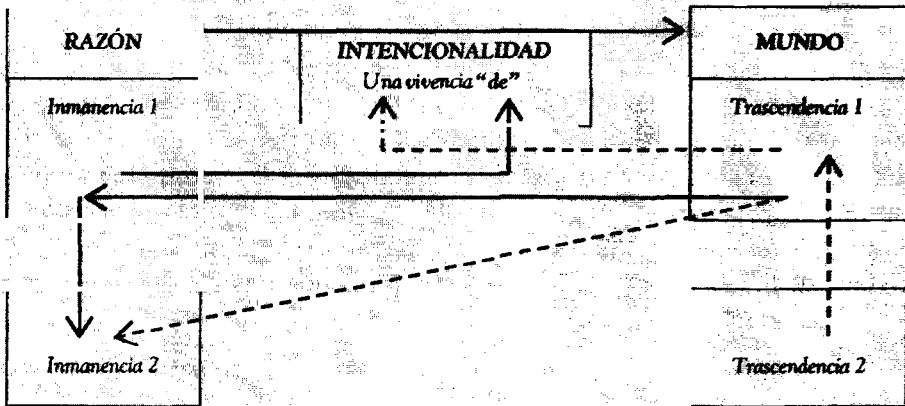 RAZÓN
INTENCIONALIDAD
MUNDO
Una vivencia "de"
Inmanencia 1
Trascendencia 1
Inmanencia 2
Trascendencia 2